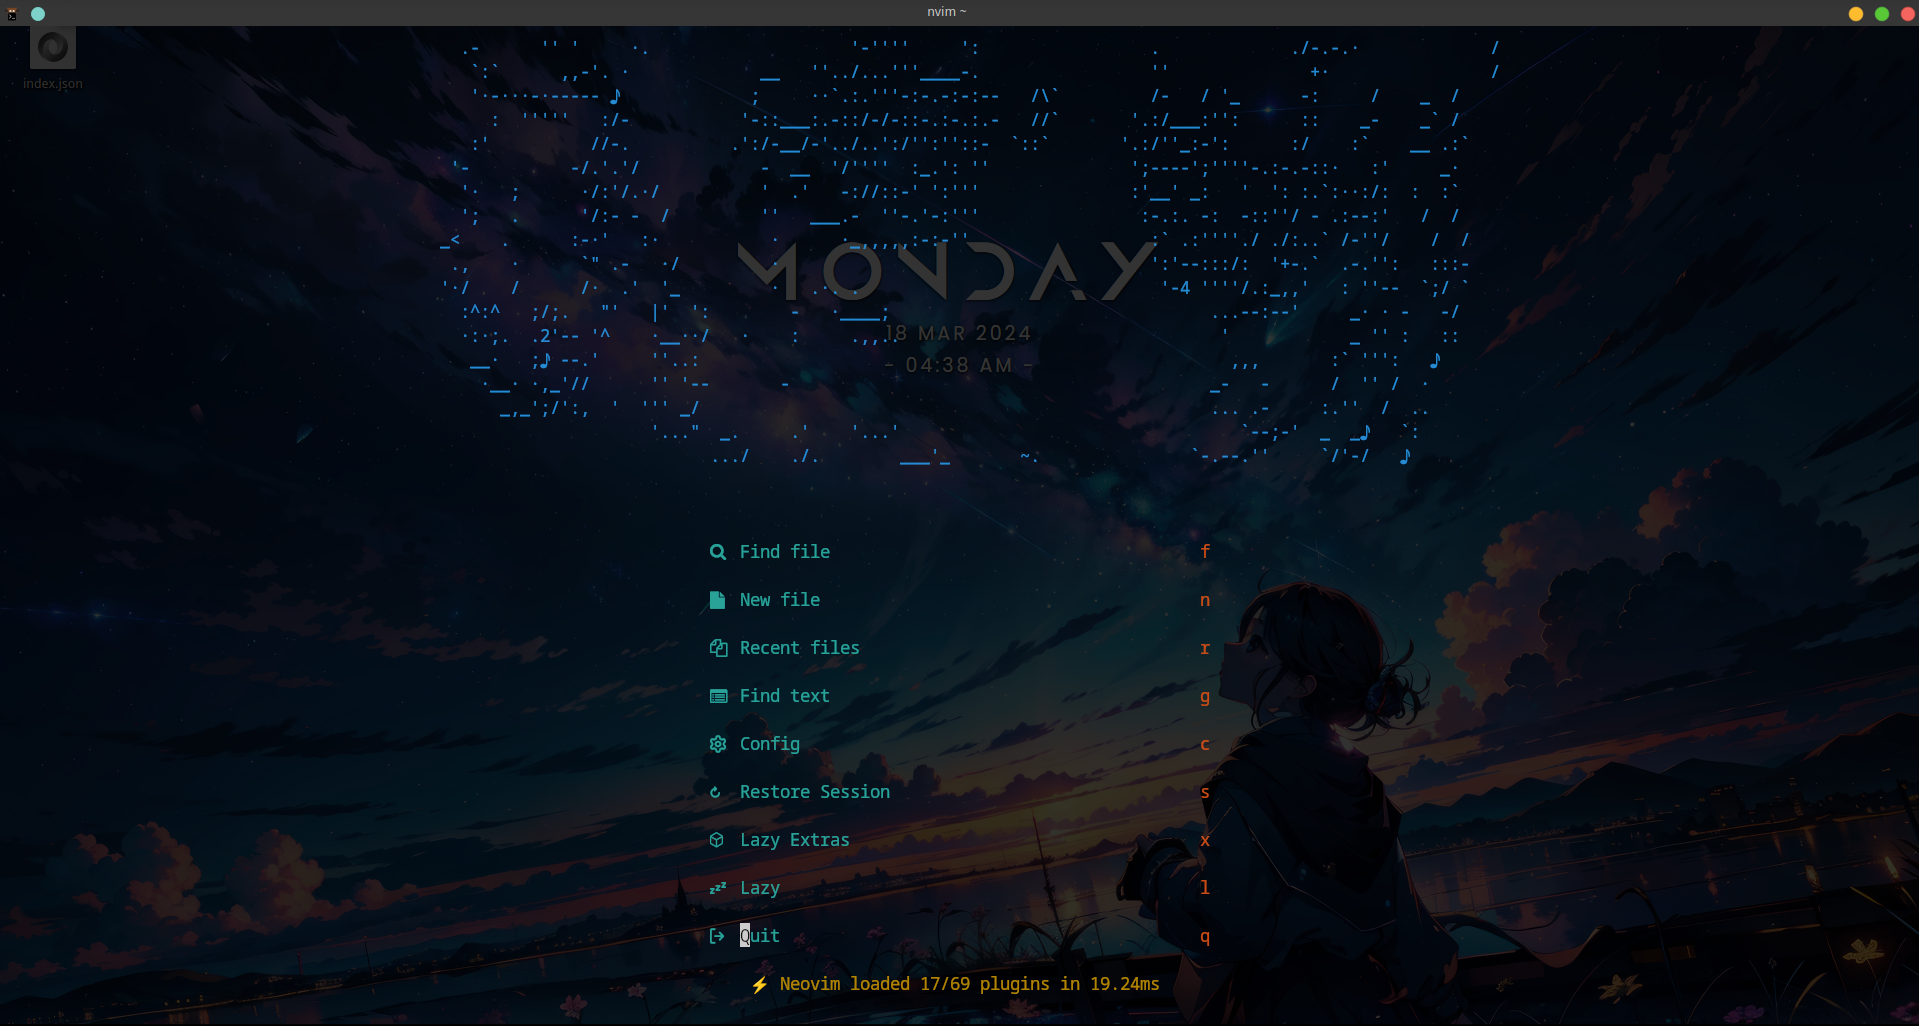 nvim ~
index.json
MONDAY
18 MAR 2024
- 04:38 AM -
Find file f
New file n
Recent files r
Find text g
Config c
Restore Session s
Lazy Extras x
Lazy l
Quit q
⚡ Neovim loaded 17/69 plugins in 19.24ms